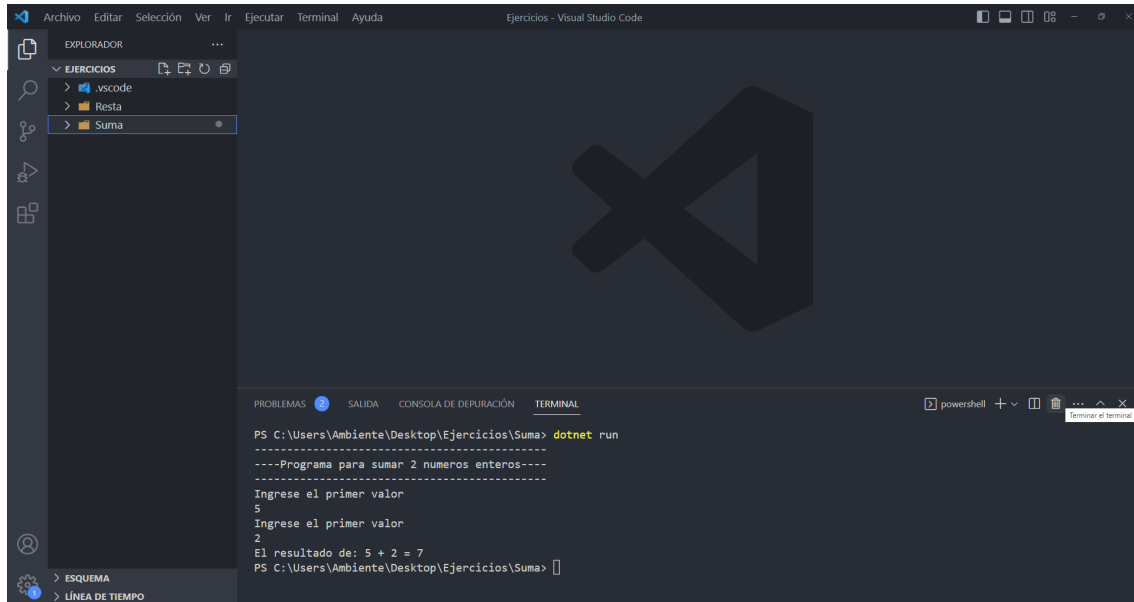 Archivo Editar Selección Ver Ir Ejecutar Terminal Ayuda
Ejercicios - Visual Studio Code
EXPLORADOR
EJERCICIOS
.vscode
Resta
Suma
PROBLEMAS 2 SALIDA CONSOLA DE DEPURACIÓN TERMINAL
powershell
Terminar el terminal
PS C:\Users\Ambiente\Desktop\Ejercicios\Suma> dotnet run
---------------------------------------------
----Programa para sumar 2 numeros enteros----
---------------------------------------------
Ingrese el primer valor
5
Ingrese el primer valor
2
El resultado de: 5 + 2 = 7
PS C:\Users\Ambiente\Desktop\Ejercicios\Suma>
1
ESQUEMA
LÍNEA DE TIEMPO